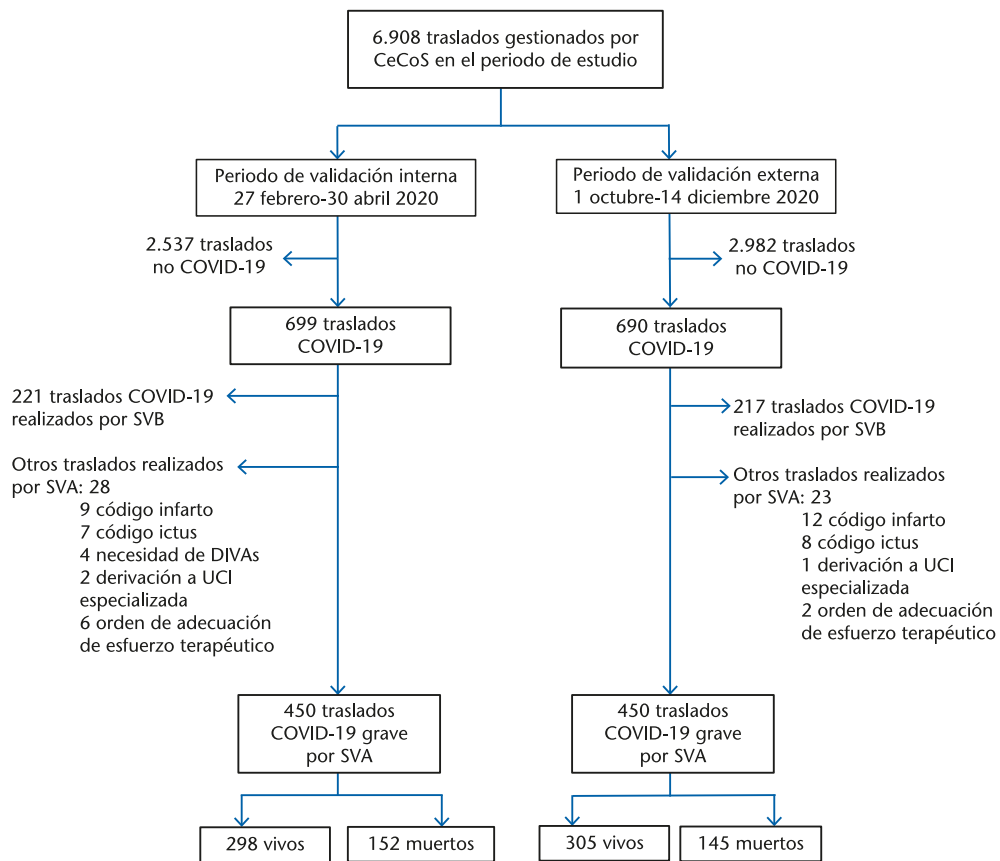 6.908 traslados gestionados por
CeCoS en el periodo de estudio
Periodo de validación interna
27 febrero-30 abril 2020
Periodo de validación externa
1 octubre-14 diciembre 2020
2.537 traslados
no COVID-19
2.982 traslados
no COVID-19
699 traslados
COVID-19
690 traslados
COVID-19
221 traslados COVID-19
realizados por SVB
217 traslados COVID-19
realizados por SVB
Otros traslados realizados
por SVA: 28
9 código infarto
7 código ictus
4 necesidad de DIVAs
2 derivación a UCI
especializada
6 orden de adecuación
de esfuerzo terapéutico
Otros traslados realizados
por SVA: 23
12 código infarto
8 código ictus
1 derivación a UCI
especializada
2 orden de adecuación
de esfuerzo terapéutico
450 traslados
COVID-19 grave
por SVA
450 traslados
COVID-19 grave
por SVA
298 vivos
152 muertos
305 vivos
145 muertos